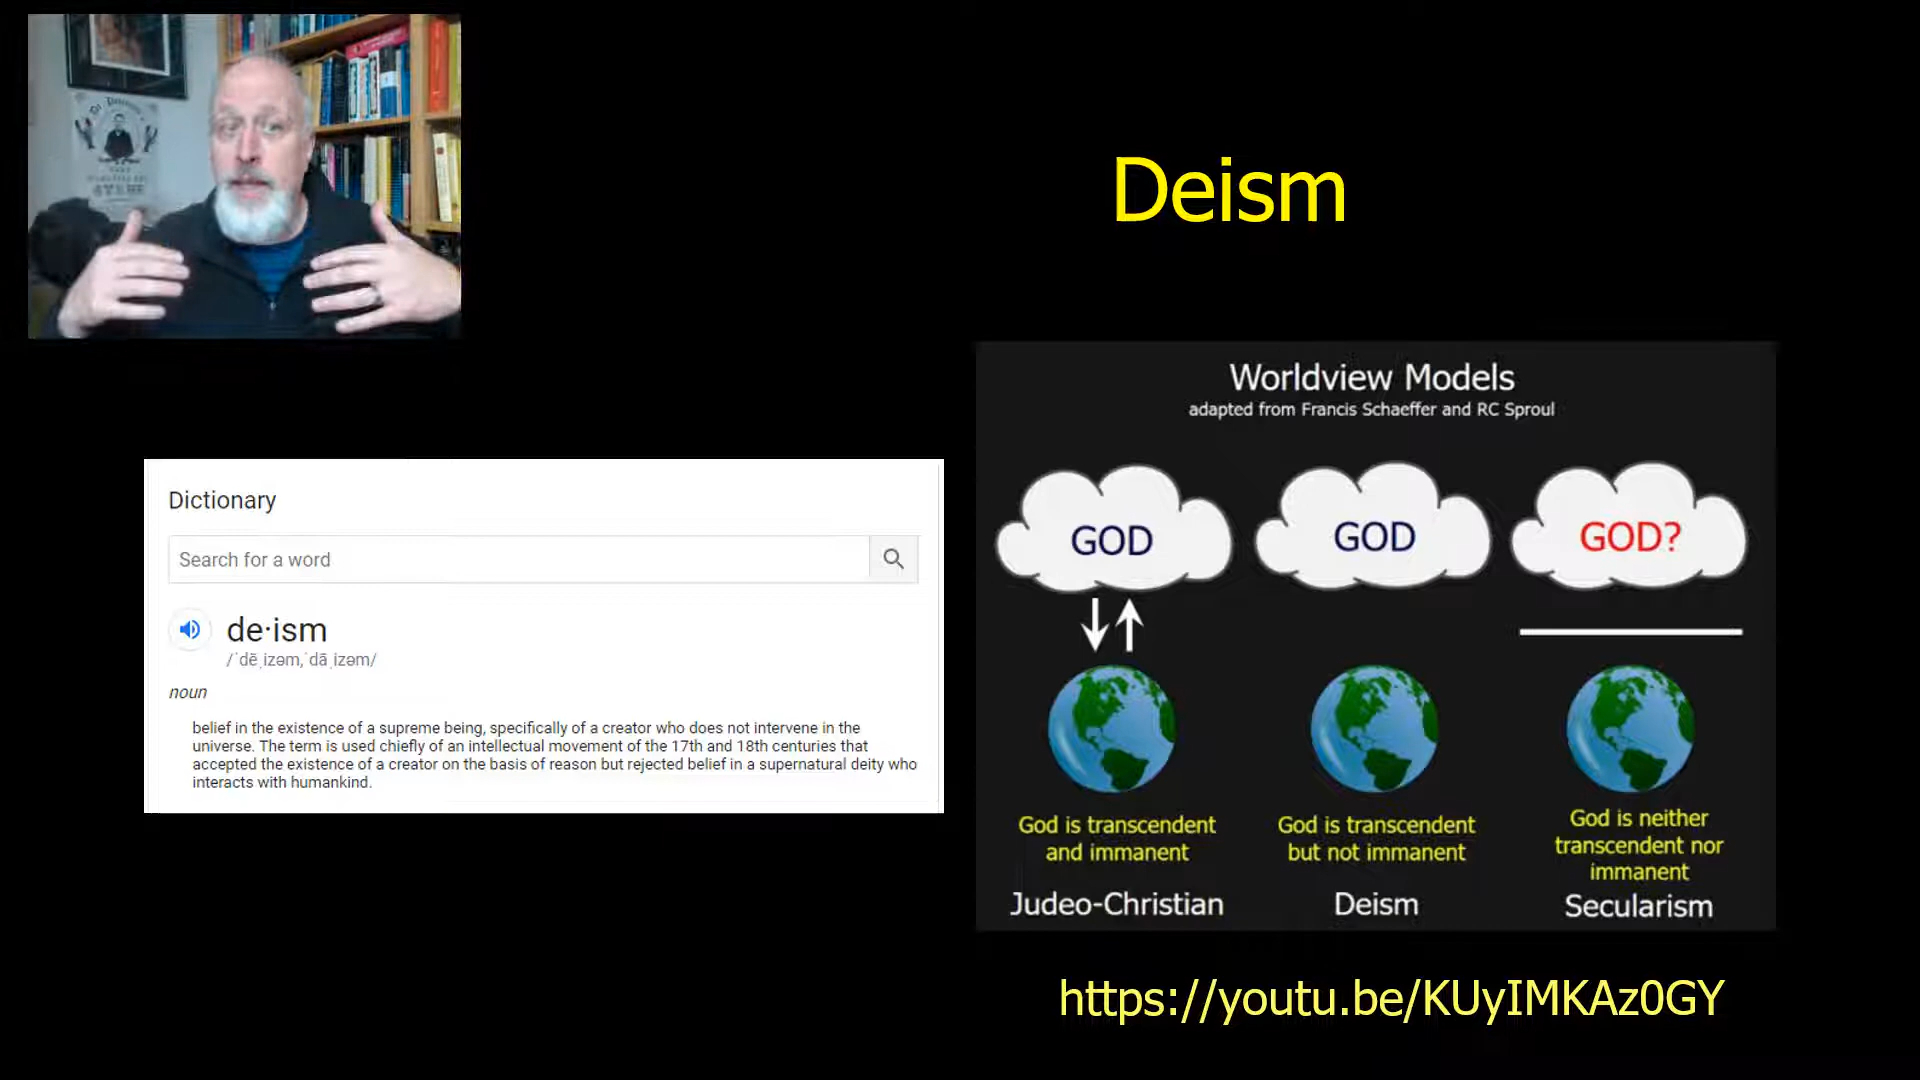 Deism
Dictionary
Search for a word
de·ism
/ˈdēˌizəm,ˈdāˌizəm/
noun
belief in the existence of a supreme being, specifically of a creator who does not intervene in the
universe. The term is used chiefly of an intellectual movement of the 17th and 18th centuries that
accepted the existence of a creator on the basis of reason but rejected belief in a supernatural deity who
interacts with humankind.
Worldview Models
adapted from Francis Schaeffer and RC Sproul
GOD
GOD
GOD?
God is transcendent
and immanent
Judeo-Christian
God is transcendent
but not immanent
Deism
God is neither
transcendent nor
immanent
Secularism
https://youtu.be/KUyIMKAz0GY